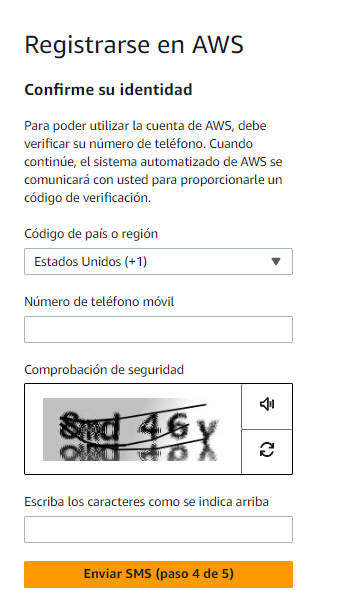 Registrarse en AWS
Confirme su identidad
Para poder utilizar la cuenta de AWS, debe
verificar su número de teléfono. Cuando
continúe, el sistema automatizado de AWS se
comunicará con usted para proporcionarle un
código de verificación.
Código de país o región
Estados Unidos (+1)
Número de teléfono móvil
Comprobación de seguridad
Escriba los caracteres como se indica arriba
Enviar SMS (paso 4 de 5)